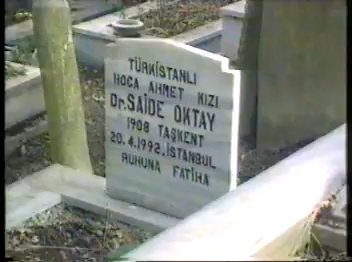 TÜRKİSTANLI
HOCA AHMET KIZI
Dr. SAİDE OKTAY
1908 TAŞKENT
20.4.1992.İSTANBUL
RUHUNA FATİHA